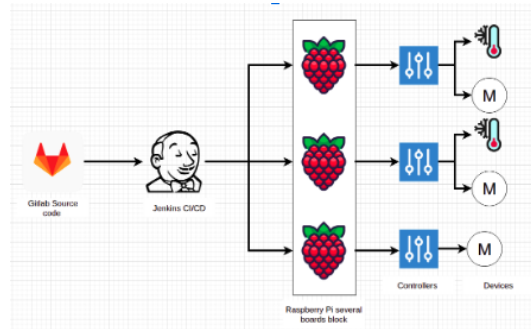 M
M
M
Gitlab Source
code
Jenkins CI/CD
Controllers
Devices
Raspberry Pi several
boards block